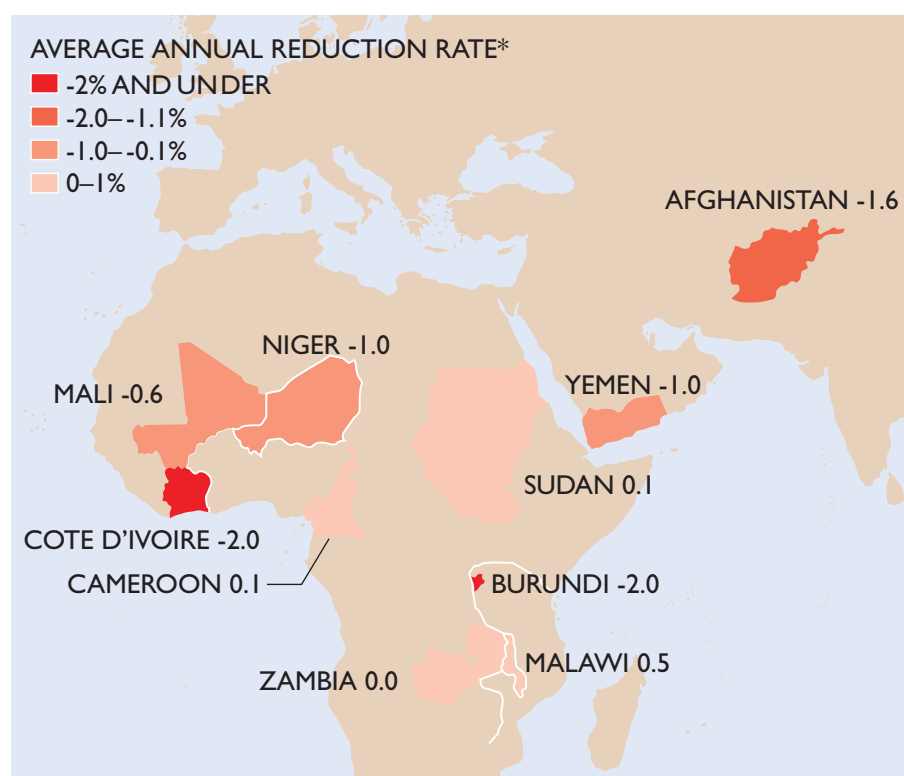 AVERAGE ANNUAL REDUCTION RATE*
-2% AND UNDER
-2.0– -1.1%
-1.0– -0.1%
0–1%
AFGHANISTAN -1.6
NIGER -1.0
MALI -0.6
YEMEN -1.0
SUDAN 0.1
COTE D’IVOIRE -2.0
CAMEROON 0.1
BURUNDI -2.0
MALAWI 0.5
ZAMBIA 0.0